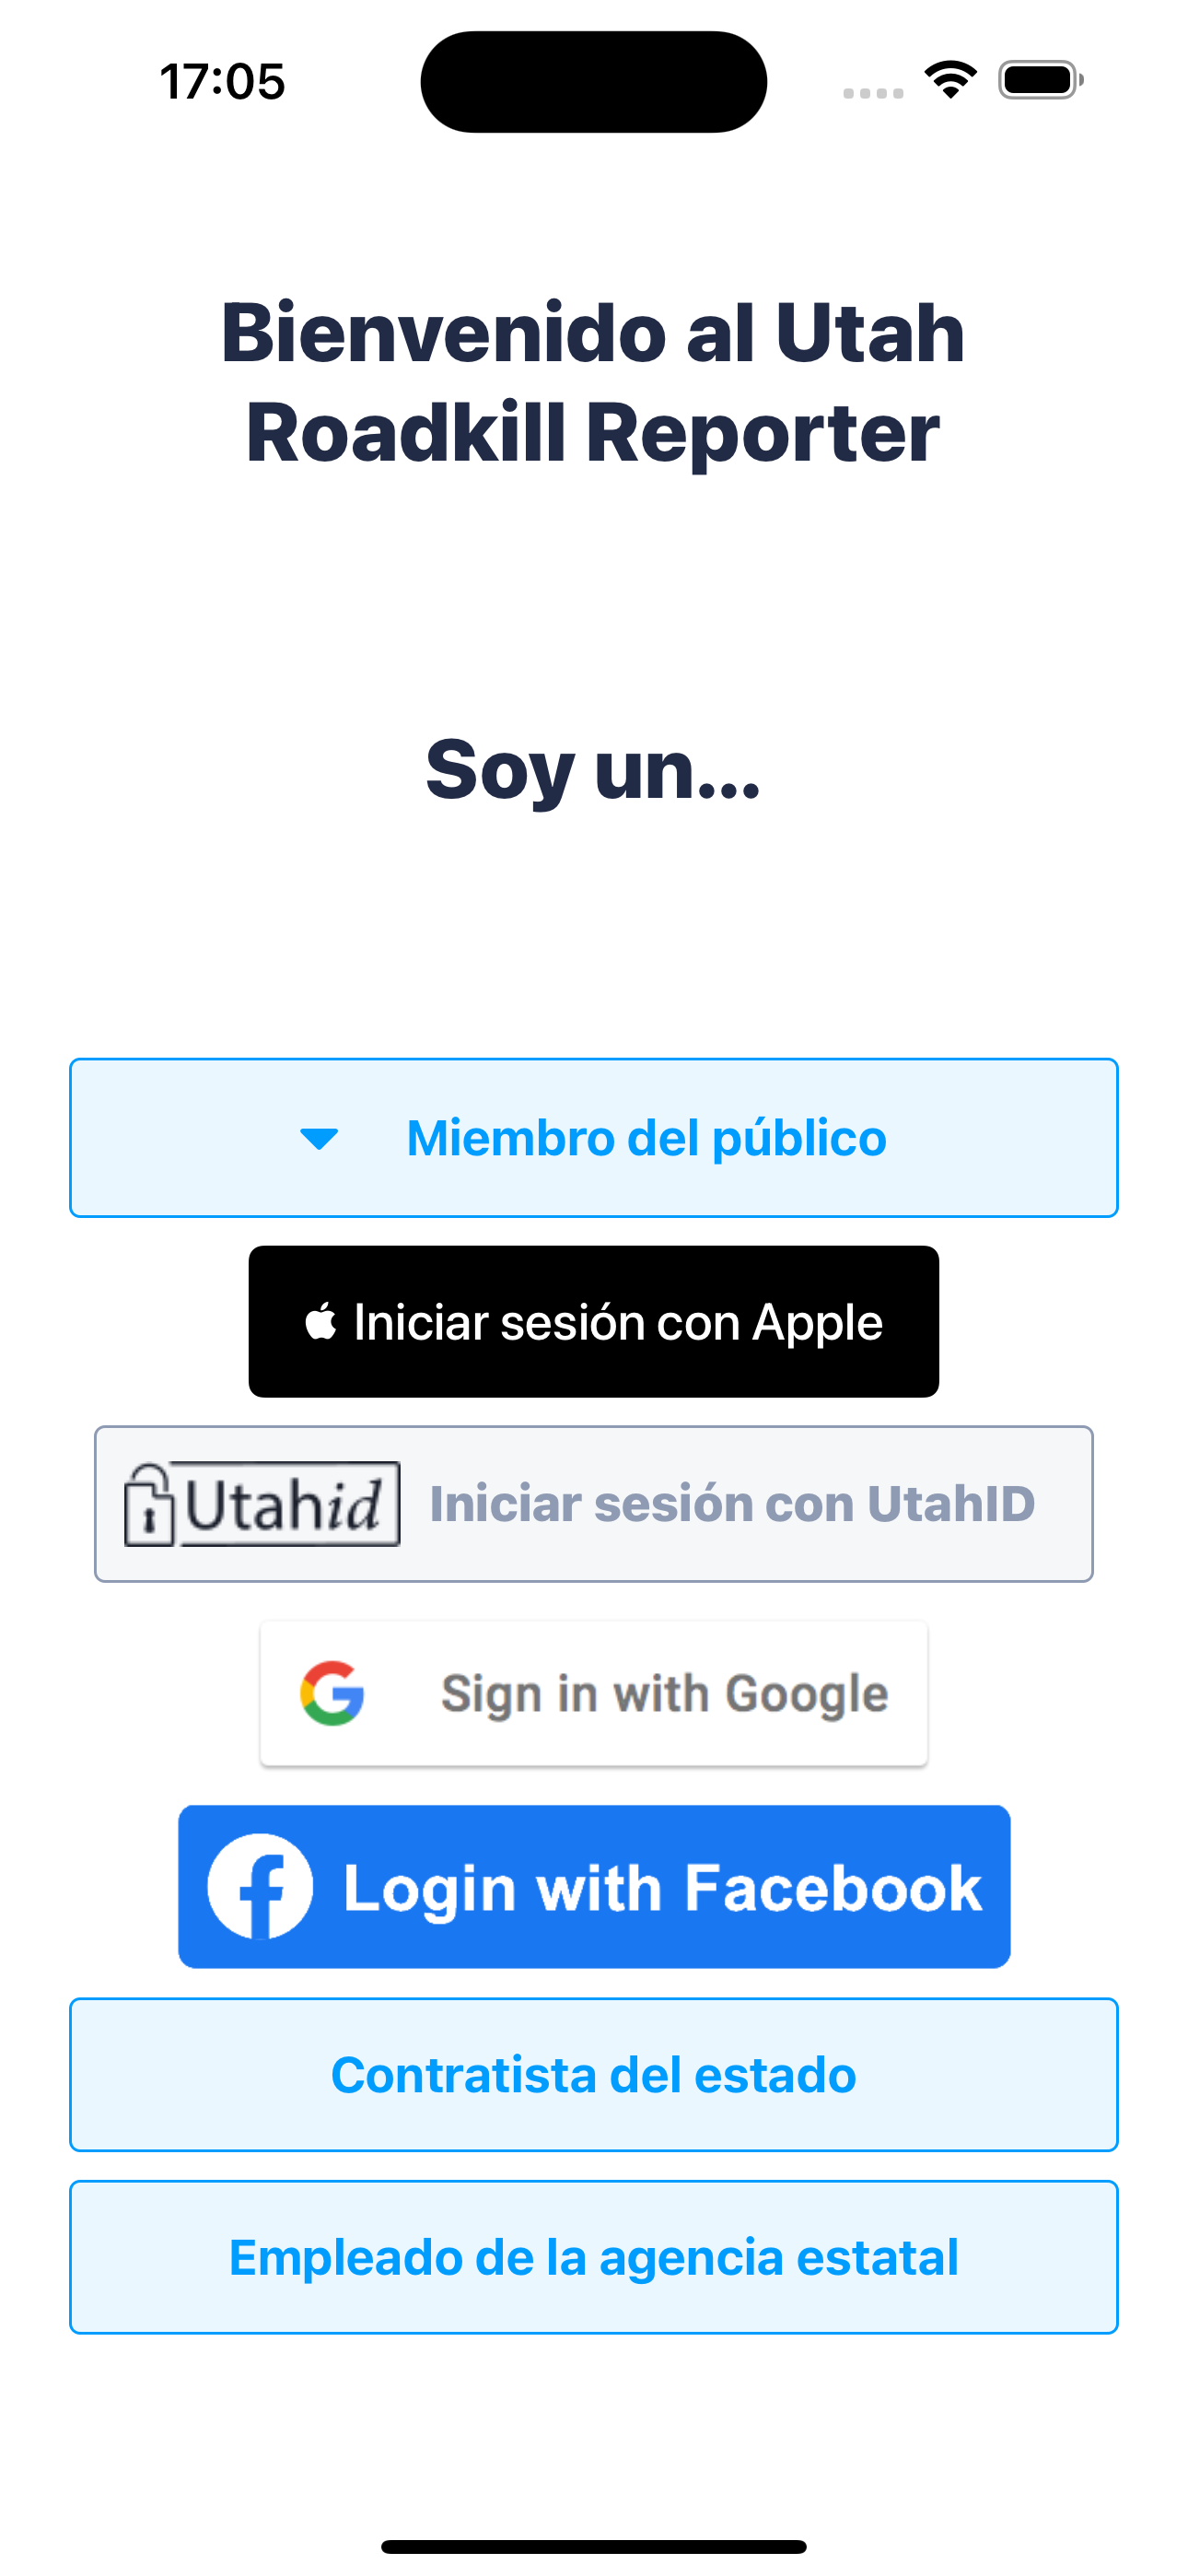 17:05
Bienvenido al Utah
Roadkill Reporter
Soy un...
Miembro del público
Iniciar sesión con Apple
Utahid Iniciar sesión con UtahID
Sign in with Google
Login with Facebook
Contratista del estado
Empleado de la agencia estatal